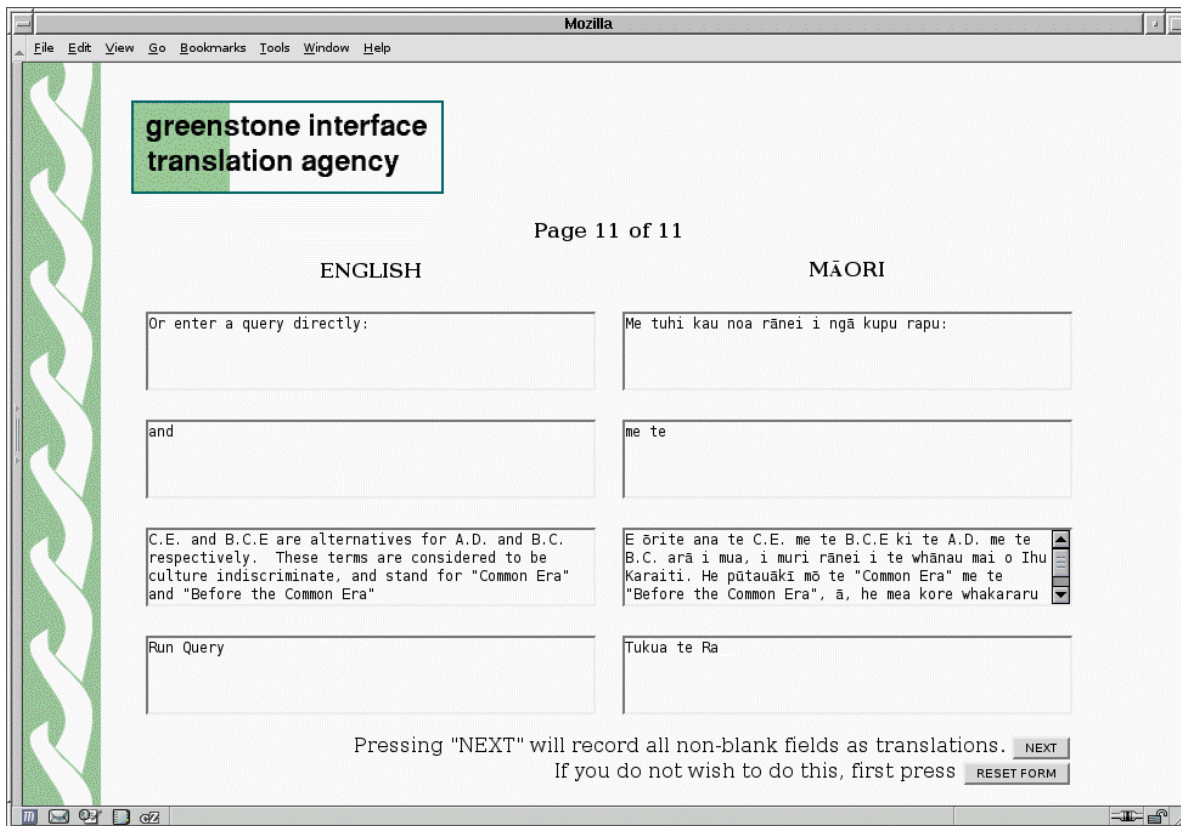 Mozilla
File Edit View Go Bookmarks Tools Window Help
greenstone interface
translation agency
Page 11 of 11
ENGLISH
MĀORI
Or enter a query directly:
Me tuhi kau noa rānei i ngā kupu rapu:
and
me te
C.E. and B.C.E are alternatives for A.D. and B.C.
respectively. These terms are considered to be
culture indiscriminate, and stand for "Common Era"
and "Before the Common Era"
E ōrite ana te C.E. me te B.C.E ki te A.D. me te
B.C. arā i mua, i muri rānei i te whānau mai o Ihu
Karaiti. He pūtauākī mō te "Common Era" me te
"Before the Common Era", ā, he mea kore whakararu
Run Query
Tukua te Ra
Pressing "NEXT" will record all non-blank fields as translations. NEXT
If you do not wish to do this, first press RESET FORM